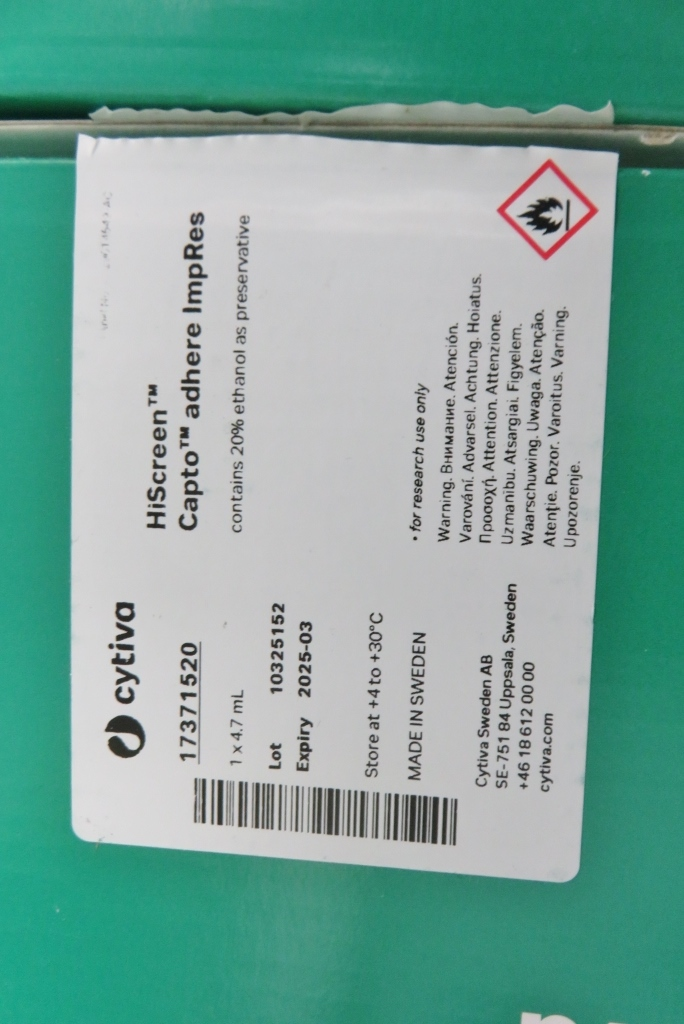 cytiva
17371520
1 x 4.7 mL
Lot 10325152
Expiry 2025-03
Store at +4 to +30°C
MADE IN SWEDEN
Cytiva Sweden AB
SE-751 84 Uppsala, Sweden
+46 18 612 00 00
cytiva.com
HiScreen™
Capto™ adhere ImpRes
contains 20% ethanol as preservative
• for research use only
Warning. Внимание. Atención.
Varování. Advarsel. Achtung. Hoiatus.
Προσοχή. Attention. Attenzione.
Uzmanibu. Atsargiai. Figyelem.
Waarschuwing. Uwaga. Atenção.
Atenţie. Pozor. Varoitus. Varning.
Upozorenje.